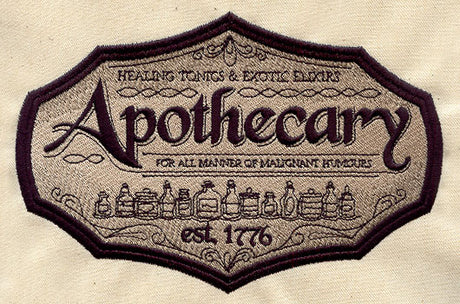 HEALING TONICS & EXOTIC ELIXIRS
Apothecary
FOR ALL MANNER OF MALIGNANT HUMOURS
est. 1776